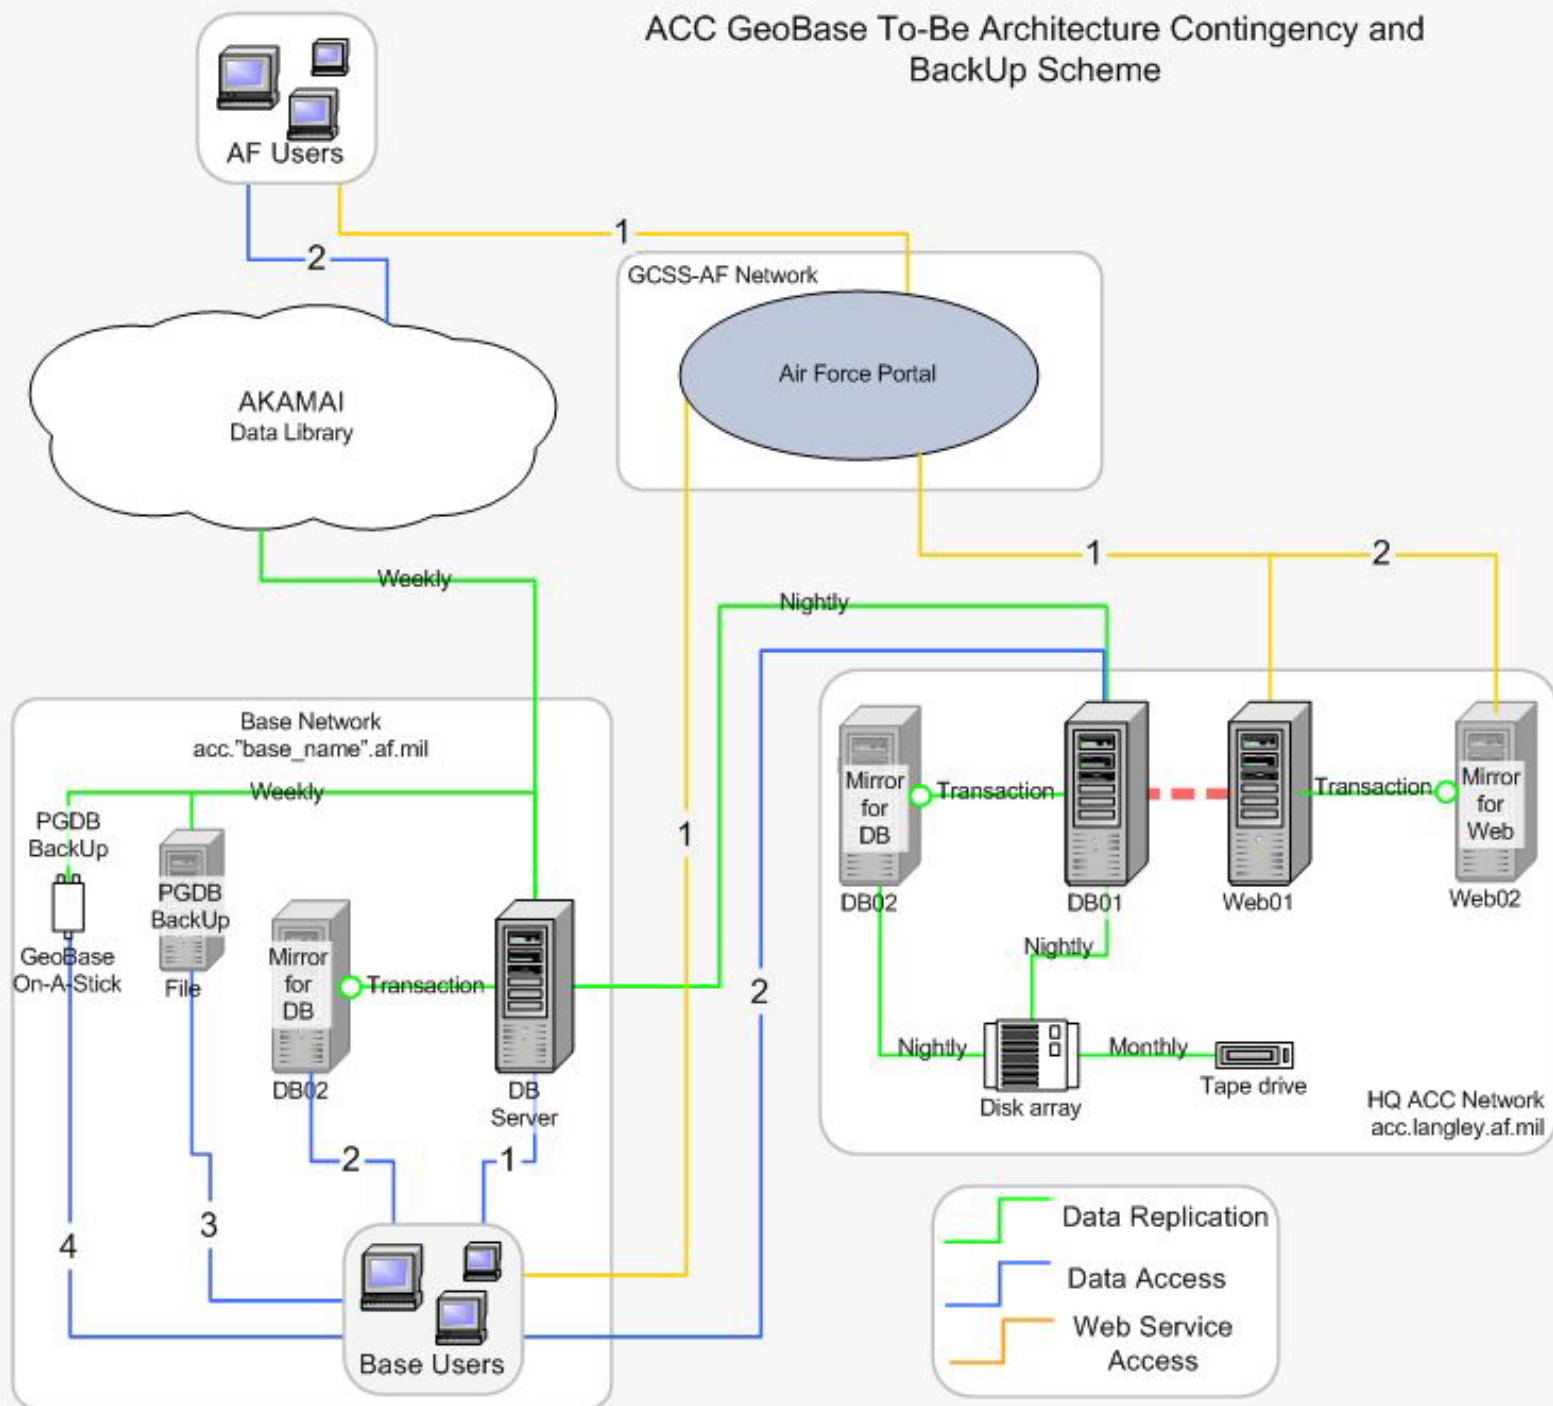 ACC GeoBase To-Be Architecture Contingency and
BackUp Scheme
AF Users
1
2
GCSS-AF Network
Air Force Portal
AKAMAI
Data Library
1
2
Weekly
Nightly
Base Network
acc."base_name".af.mil
Weekly
PGDB
BackUp
GeoBase
On-A-Stick
PGDB
BackUp
File
Mirror
for
DB
DB02
Transaction
DB
Server
1
2
2
1
3
4
Base Users
Mirror
for
DB
DB02
Transaction
DB01
Web01
Transaction
Mirror
for
Web
Web02
Nightly
Nightly
Monthly
Disk array
Tape drive
HQ ACC Network
acc.langley.af.mil
Data Replication
Data Access
Web Service
Access